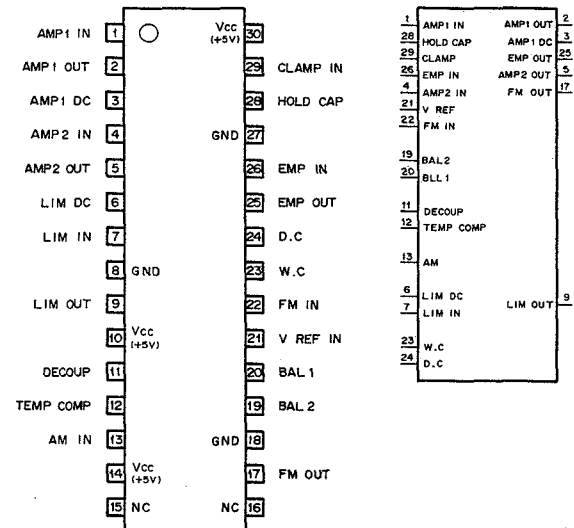 AMP1 IN 1
AMP1 OUT 2
AMP1 DC 3
AMP2 IN 4
AMP2 OUT 5
LIM DC 6
LIM IN 7
8 GND
LIM OUT 9
10 Vcc (+5V)
DECOUP 11
TEMP COMP 12
AM IN 13
14 Vcc (+5V)
15 NC
Vcc (+5V) 30
29 CLAMP IN
28 HOLD CAP
GND 27
26 EMP IN
25 EMP OUT
24 D.C
23 W.C
22 FM IN
21 V REF IN
20 BAL 1
19 BAL 2
GND 18
17 FM OUT
NC 16
1 AMP1 IN
28 HOLD CAP
29 CLAMP
26 EMP IN
4 AMP2 IN
21 V REF
22 FM IN
19 BAL2
20 BLL1
11 DECOUP
12 TEMP COMP
13 AM
6 LIM DC
7 LIM IN
23 W.C
24 D.C
AMP1 OUT 2
AMP1 DC 3
EMP OUT 25
AMP2 OUT 5
FM OUT 17
LIM OUT 9